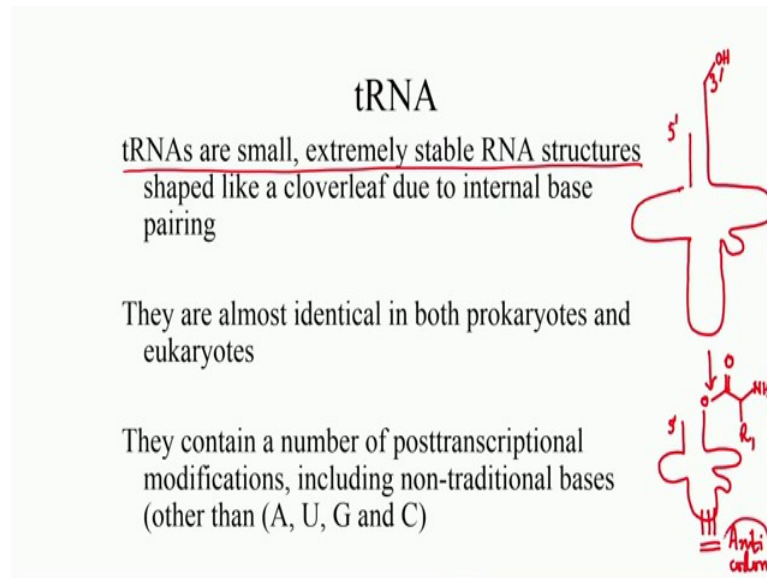 tRNA
tRNAs are small, extremely stable RNA structures
shaped like a cloverleaf due to internal base
pairing
They are almost identical in both prokaryotes and
eukaryotes
They contain a number of posttranscriptional
modifications, including non-traditional bases
(other than (A, U, G and C)
OH
3'
5'
O
O
NH
5'
R1
Anti